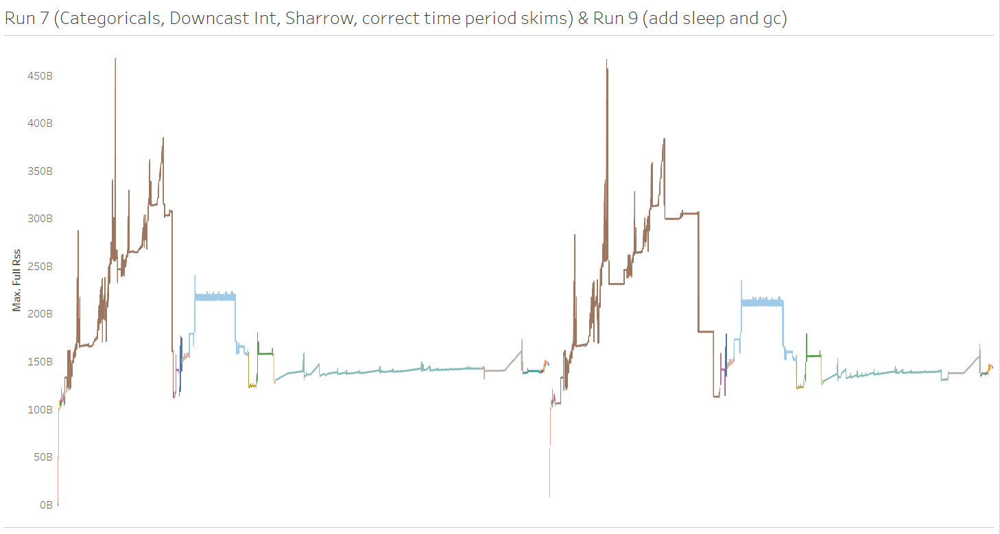 Run 7 (Categoricals, Downcast Int, Sharrow, correct time period skims) & Run 9 (add sleep and gc)
450B
400B
350B
300B
Max. Full Rss
250B
200B
150B
100B
50B
0B